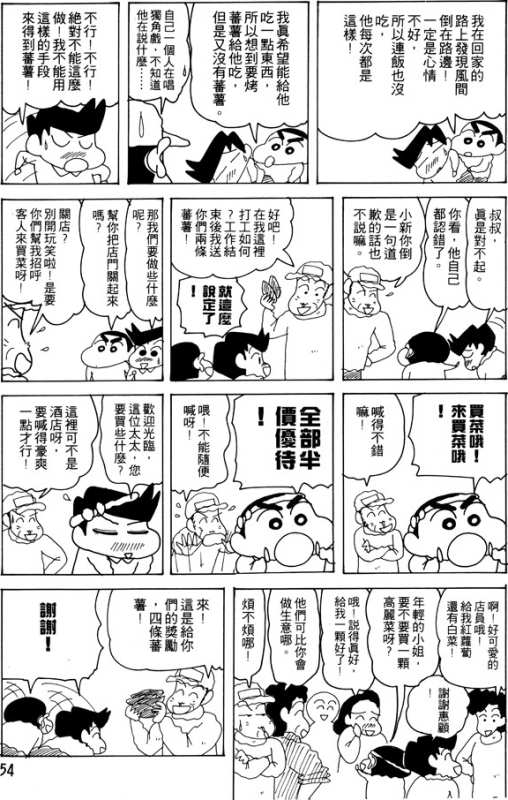 我在回家的
路上發現風間
倒在路邊！
一定是心情
不好，
所以連飯也沒
吃，
他每次都是
這樣！
我真希望能給他
吃一點東西，
所以想到要烤
蕃薯給他吃，
但是又沒有蕃薯。
自己一個人在唱
獨角戲，不知道
他在説什麼……
不行！不行！
絕對不能這麼
做！我不能用
這樣的手段
來得到蕃薯！
叔叔，
真是對不起。
你看，他自己
都認錯了。
小新你倒
是一句道
歉的話也
不說嘛。
好吧！
在我這裡
打工如何
？工作結
束後我送
你們兩條
蕃薯！
就這麼
說定了
！
那我們要做些什麼
呢？
幫你把店門關起來
嗎？
關店？
別開玩笑啦！是要
你們幫我招呼
客人來買菜呀！
買菜哦！
來買菜哦
！
喊得不錯
嘛！
全部半
價優待
！
喂！不能隨便
喊呀！
歡迎光臨，
這位太太，您
要買些什麼？
這裡可不是
酒店呀，
要喊得豪爽
一點才行！
啊！好可愛的
店員哦！
給我紅蘿蔔
還有白菜！
謝謝惠顧
！
年輕的小姐，
要不要買一顆
高麗菜呀？
哦！說得真好，
給我一顆好了！
他們可比你會
做生意哪！
煩不煩哪！
來！
這是給你
們的獎勵
，四條蕃
薯！
謝謝！
54